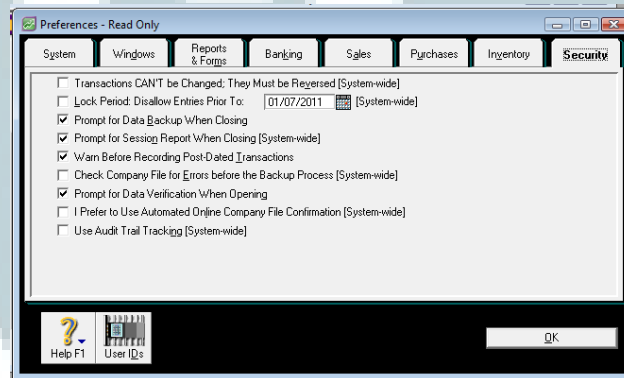 Preferences - Read Only
System Windows Reports & Forms Banking Sales Purchases Inventory Security
Transactions CAN'T be Changed; They Must be Reversed [System-wide]
Lock Period: Disallow Entries Prior To: 01/07/2011 [System-wide]
Prompt for Data Backup When Closing
Prompt for Session Report When Closing [System-wide]
Warn Before Recording Post-Dated Transactions
Check Company File for Errors before the Backup Process [System-wide]
Prompt for Data Verification When Opening
I Prefer to Use Automated Online Company File Confirmation [System-wide]
Use Audit Trail Tracking [System-wide]
Help F1 User IDs OK